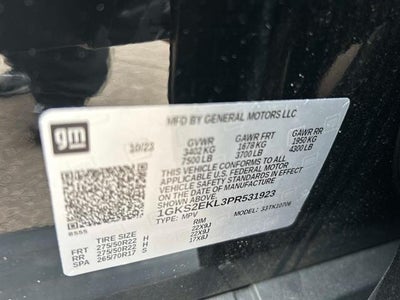 gm
MFD BY GENERAL MOTORS LLC
10/23 GVWR GAWR FRT GAWR RR
3402 KG 1678 KG 1950 KG
7500 LB 3700 LB 4300 LB
THIS VEHICLE CONFORMS TO ALL
APPLICABLE U.S. FEDERAL MOTOR
VEHICLE SAFETY STANDARDS
IN EFFECT ON THE DATE OF
MANUFACTURE SHOWN ABOVE.
1GKS2EKL3PR531923
TYPE: MPV MODEL: 33TK10706
TIRE SIZE RIM
FRT 275/50R22 H 22X9J
RR 275/50R22 H 22X9J
SPA 265/70R17 S 17X8J